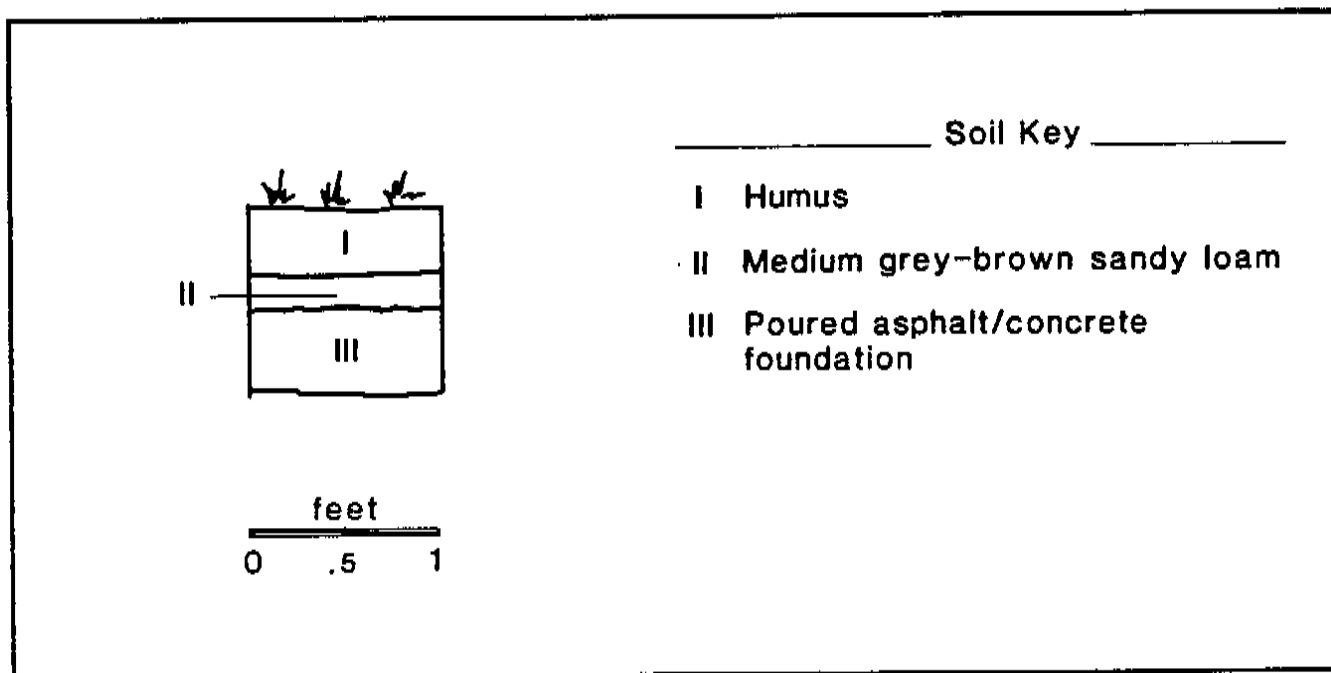 Soil Key
I Humus
II Medium grey-brown sandy loam
III Poured asphalt/concrete
foundation
I
II
III
feet
0 .5 1